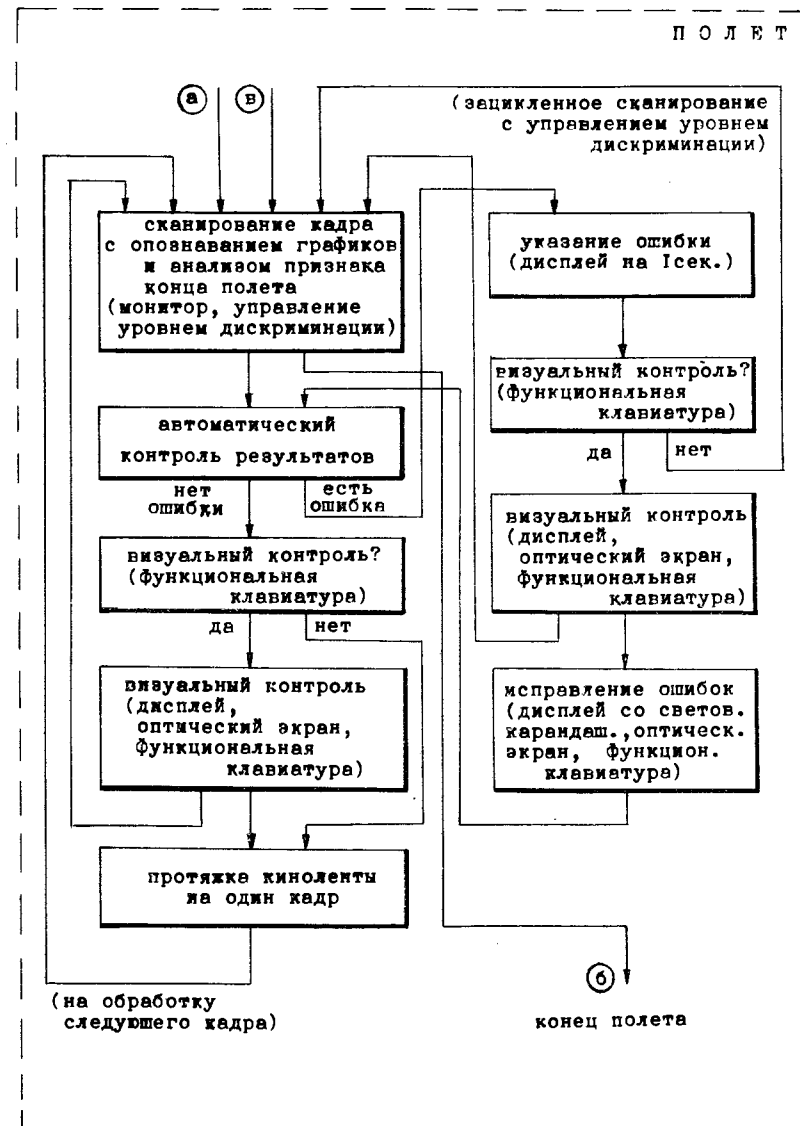 ПОЛЕТ
а
в
(зацикленное сканирование
с управлением уровнем
дискриминации)
сканирование кадра
с опознаванием графиков
и анализом признака
конца полета
(монитор, управление
уровнем дискриминации)
указание ошибки
(дисплей на Iсек.)
визуальный контроль?
(функциональная
клавиатура)
да
нет
автоматический
контроль результатов
нет
ошибки
есть
ошибка
визуальный контроль
(дисплей,
оптический экран,
функциональная
клавиатура)
визуальный контроль?
(функциональная
клавиатура)
да
нет
визуальный контроль
(дисплей,
оптический экран,
функциональная
клавиатура)
исправление ошибок
(дисплей со светов.
карандаш.,оптическ.
экран, функцион.
клавиатура)
протяжка киноленты
на один кадр
(на обработку
следующего кадра)
б
конец полета